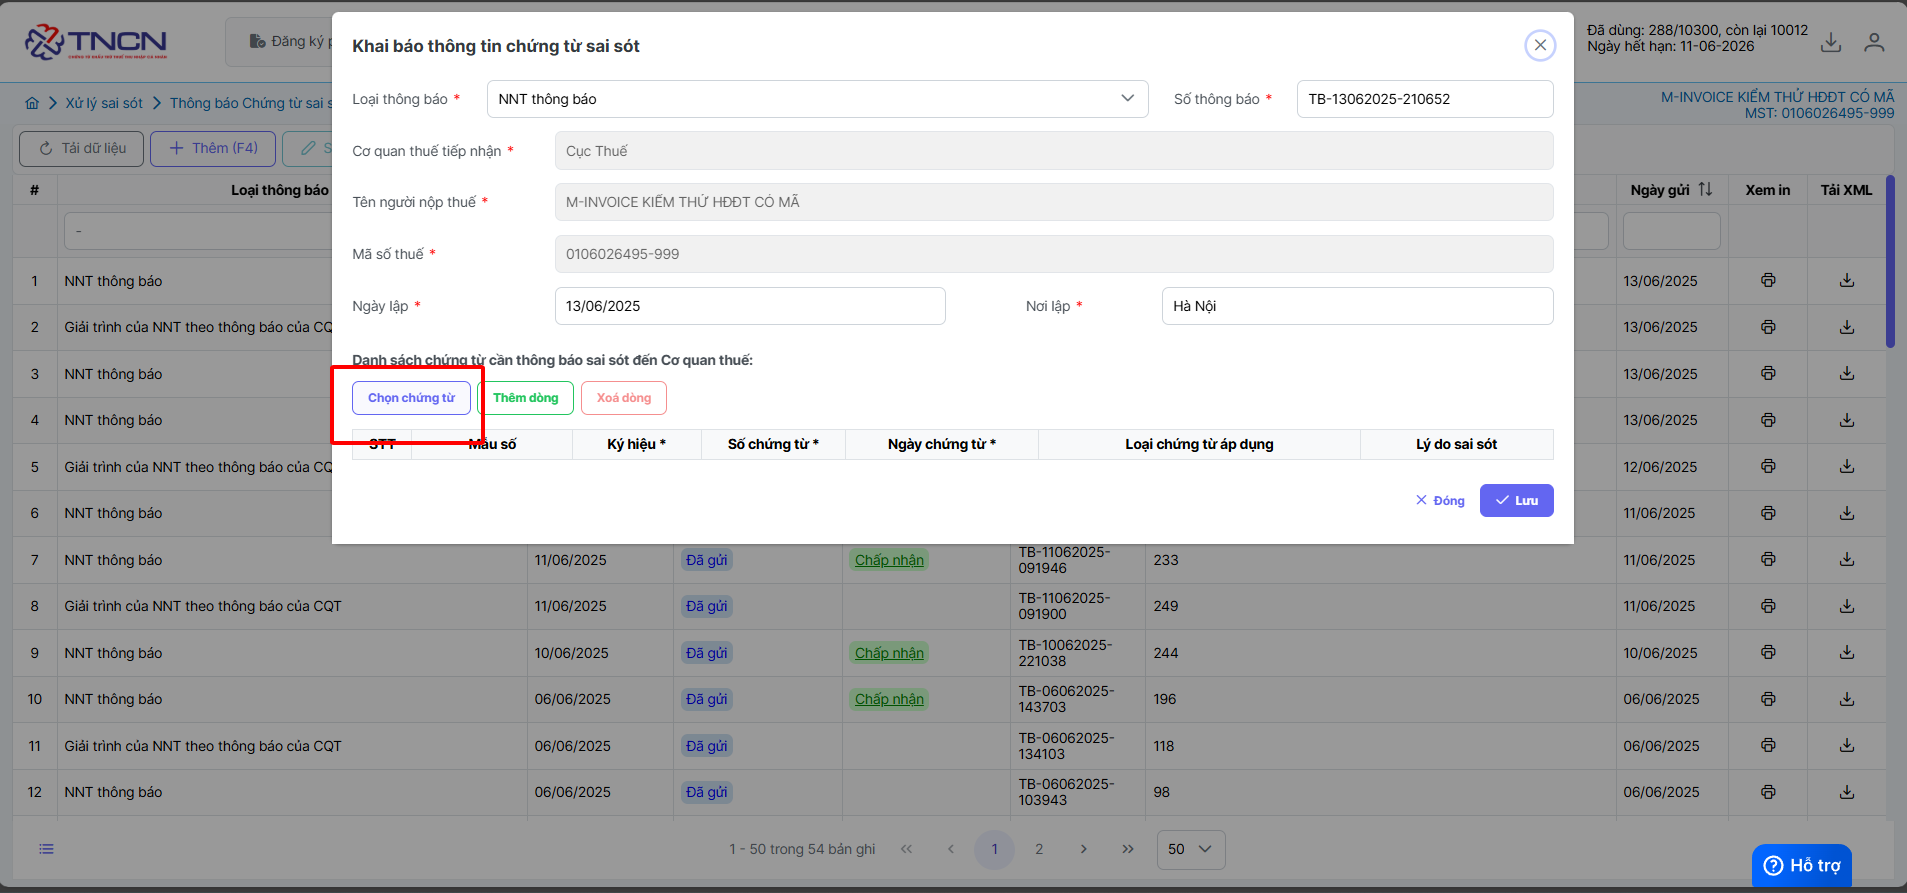 TNCN
CHỨNG TỪ KHẤU TRỪ THUẾ THU NHẬP CÁ NHÂN
Đăng ký
Đã dùng: 288/10300, còn lại 10012
Ngày hết hạn: 11-06-2026
Xử lý sai sót
Thông báo Chứng từ sai s
M-INVOICE KIỂM THỬ HĐĐT CÓ MÃ
MST: 0106026495-999
Tải dữ liệu
Thêm (F4)
Khai báo thông tin chứng từ sai sót
Loại thông báo *
NNT thông báo
Số thông báo *
TB-13062025-210652
Cơ quan thuế tiếp nhận *
Cục Thuế
Tên người nộp thuế *
M-INVOICE KIỂM THỬ HĐĐT CÓ MÃ
Mã số thuế *
0106026495-999
Ngày lập *
13/06/2025
Nơi lập *
Hà Nội
Danh sách chứng từ cần thông báo sai sót đến Cơ quan thuế:
Chọn chứng từ
Thêm dòng
Xoá dòng
STT
Mẫu số
Ký hiệu *
Số chứng từ *
Ngày chứng từ *
Loại chứng từ áp dụng
Lý do sai sót
Đóng
Lưu
#
Loại thông báo
Ngày gửi
Xem in
Tải XML
-
1 NNT thông báo 13/06/2025
2 Giải trình của NNT theo thông báo của CQT 13/06/2025
3 NNT thông báo 13/06/2025
4 NNT thông báo 13/06/2025
5 Giải trình của NNT theo thông báo của CQT 12/06/2025
6 NNT thông báo 11/06/2025
7 NNT thông báo 11/06/2025 Đã gửi Chấp nhận TB-11062025-091946 233 11/06/2025
8 Giải trình của NNT theo thông báo của CQT 11/06/2025 Đã gửi TB-11062025-091900 249 11/06/2025
9 NNT thông báo 10/06/2025 Đã gửi Chấp nhận TB-10062025-221038 244 10/06/2025
10 NNT thông báo 06/06/2025 Đã gửi Chấp nhận TB-06062025-143703 196 06/06/2025
11 Giải trình của NNT theo thông báo của CQT 06/06/2025 Đã gửi TB-06062025-134103 118 06/06/2025
12 NNT thông báo 06/06/2025 Đã gửi TB-06062025-103943 98 06/06/2025
1 - 50 trong 54 bản ghi
1
2
50
Hỗ trợ